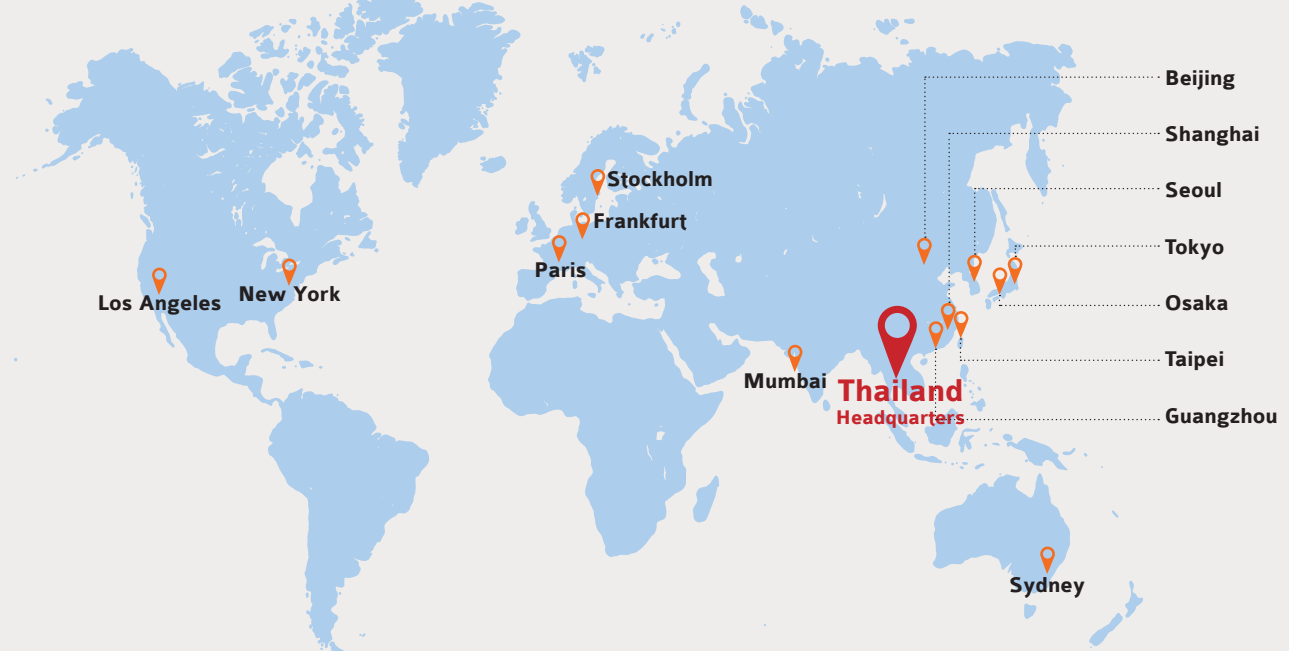 Beijing
Shanghai
Stockholm
Seoul
Frankfurt
Tokyo
Paris
New York
Los Angeles
Osaka
Taipei
Mumbai
Thailand
Headquarters
Guangzhou
Sydney